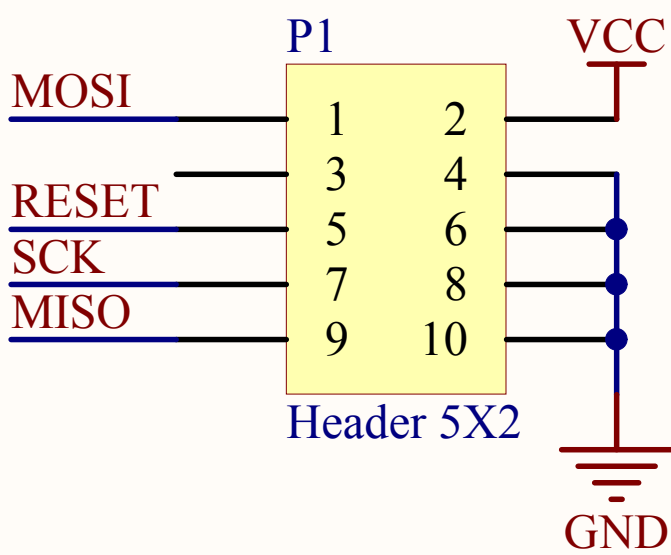 P1
VCC
MOSI
1 2
3 4
RESET
5 6
SCK
7 8
MISO
9 10
Header 5X2
GND